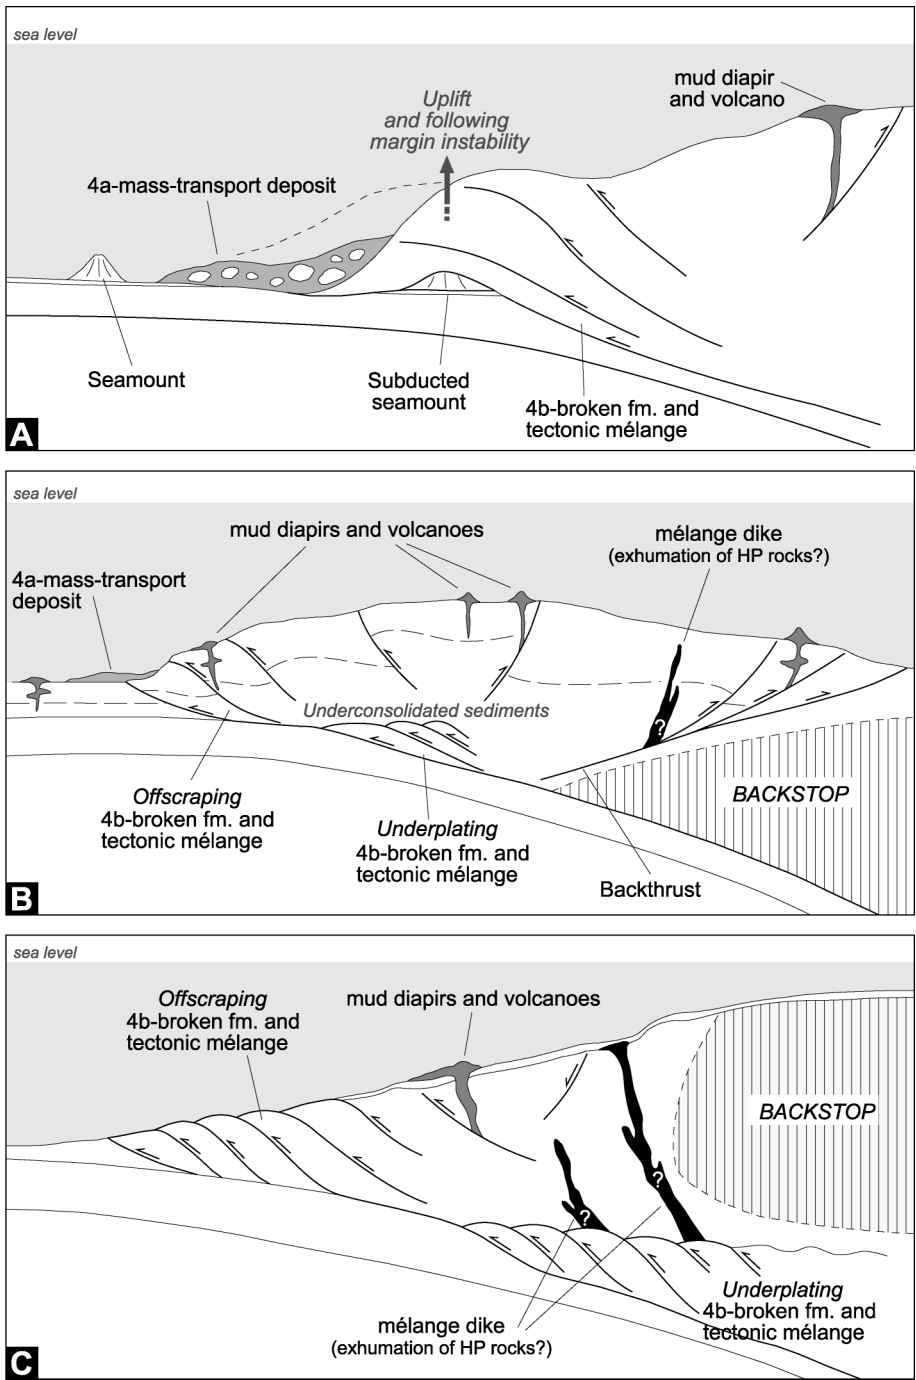 sea level
mud diapir
and volcano
Uplift
and following
margin instability
4a-mass-transport deposit
Seamount
Subducted
seamount
4b-broken fm. and
tectonic mélange
A
sea level
mud diapirs and volcanoes
mélange dike
(exhumation of HP rocks?)
4a-mass-transport
deposit
Underconsolidated sediments
?
BACKSTOP
Offscraping
4b-broken fm. and
tectonic mélange
Underplating
4b-broken fm. and
tectonic mélange
Backthrust
B
sea level
Offscraping
4b-broken fm. and
tectonic mélange
mud diapirs and volcanoes
BACKSTOP
?
?
Underplating
4b-broken fm. and
tectonic mélange
mélange dike
(exhumation of HP rocks?)
C